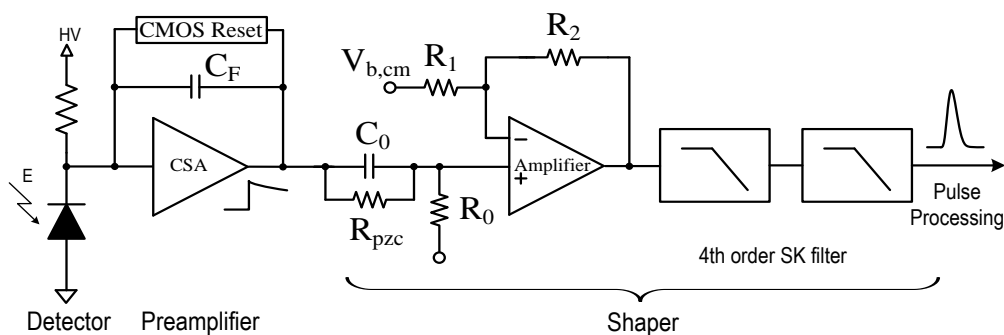 CMOS Reset
HV
C_F
R_1
R_2
V_b,cm
E
CSA
C_0
R_pzc
R_0
−
+
Amplifier
Pulse
Processing
4th order SK filter
Detector
Preamplifier
Shaper